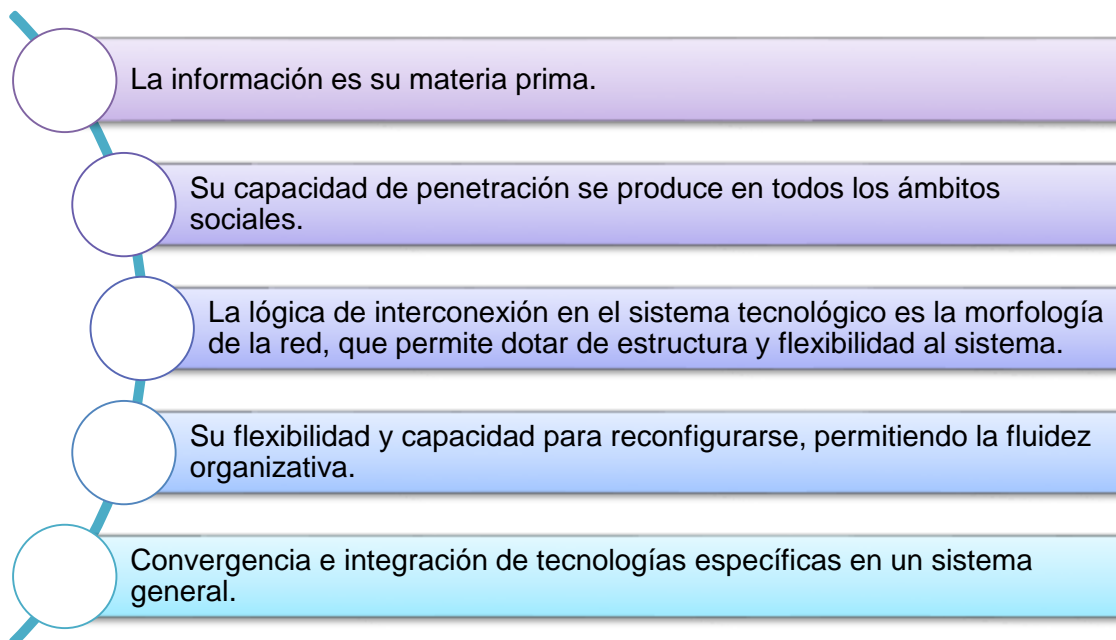 La información es su materia prima.
Su capacidad de penetración se produce en todos los ámbitos
sociales.
La lógica de interconexión en el sistema tecnológico es la morfología
de la red, que permite dotar de estructura y flexibilidad al sistema.
Su flexibilidad y capacidad para reconfigurarse, permitiendo la fluidez
organizativa.
Convergencia e integración de tecnologías específicas en un sistema
general.